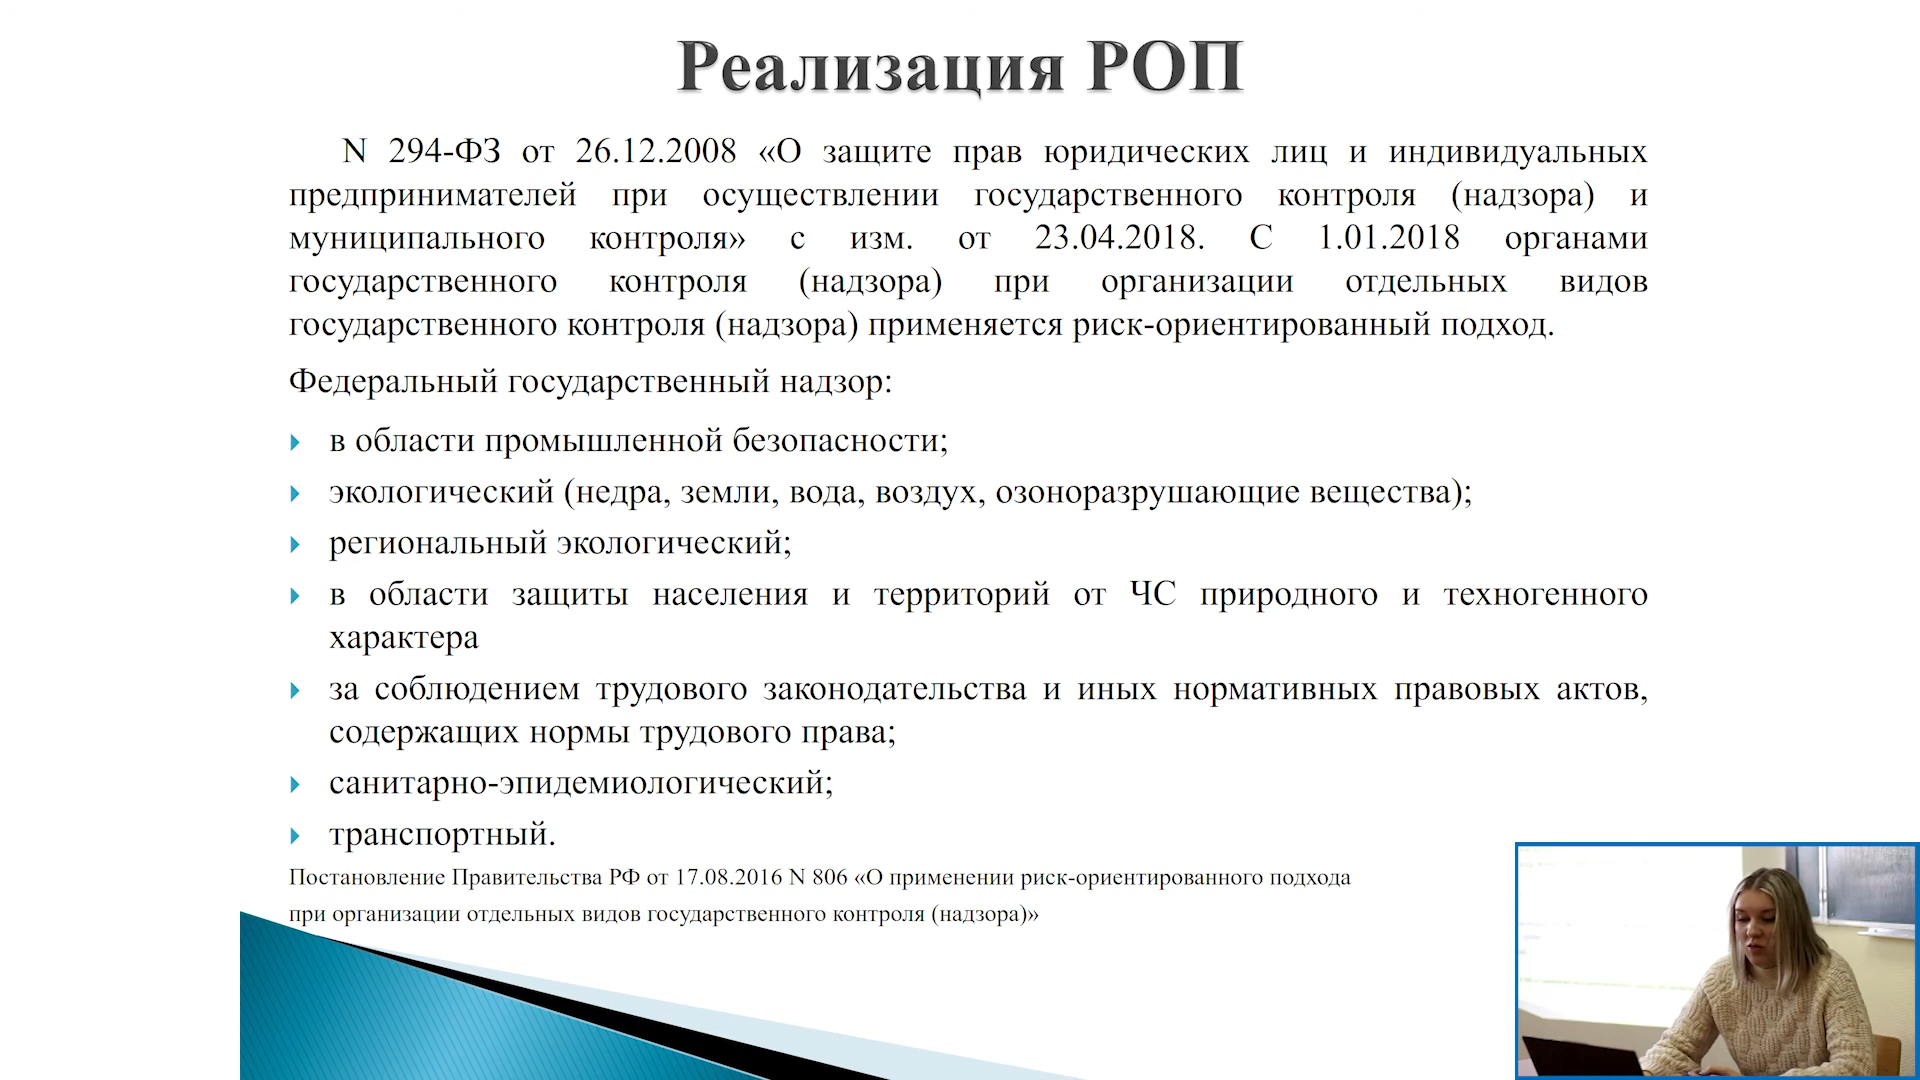 Реализация РОП
N 294-ФЗ от 26.12.2008 «О защите прав юридических лиц и индивидуальных
предпринимателей при осуществлении государственного контроля (надзора) и
муниципального контроля» с изм. от 23.04.2018. С 1.01.2018 органами
государственного контроля (надзора) при организации отдельных видов
государственного контроля (надзора) применяется риск-ориентированный подход.
Федеральный государственный надзор:
в области промышленной безопасности;
экологический (недра, земли, вода, воздух, озоноразрушающие вещества);
региональный экологический;
в области защиты населения и территорий от ЧС природного и техногенного
характера
за соблюдением трудового законодательства и иных нормативных правовых актов,
содержащих нормы трудового права;
санитарно-эпидемиологический;
транспортный.
Постановление Правительства РФ от 17.08.2016 N 806 «О применении риск-ориентированного подхода
при организации отдельных видов государственного контроля (надзора)»